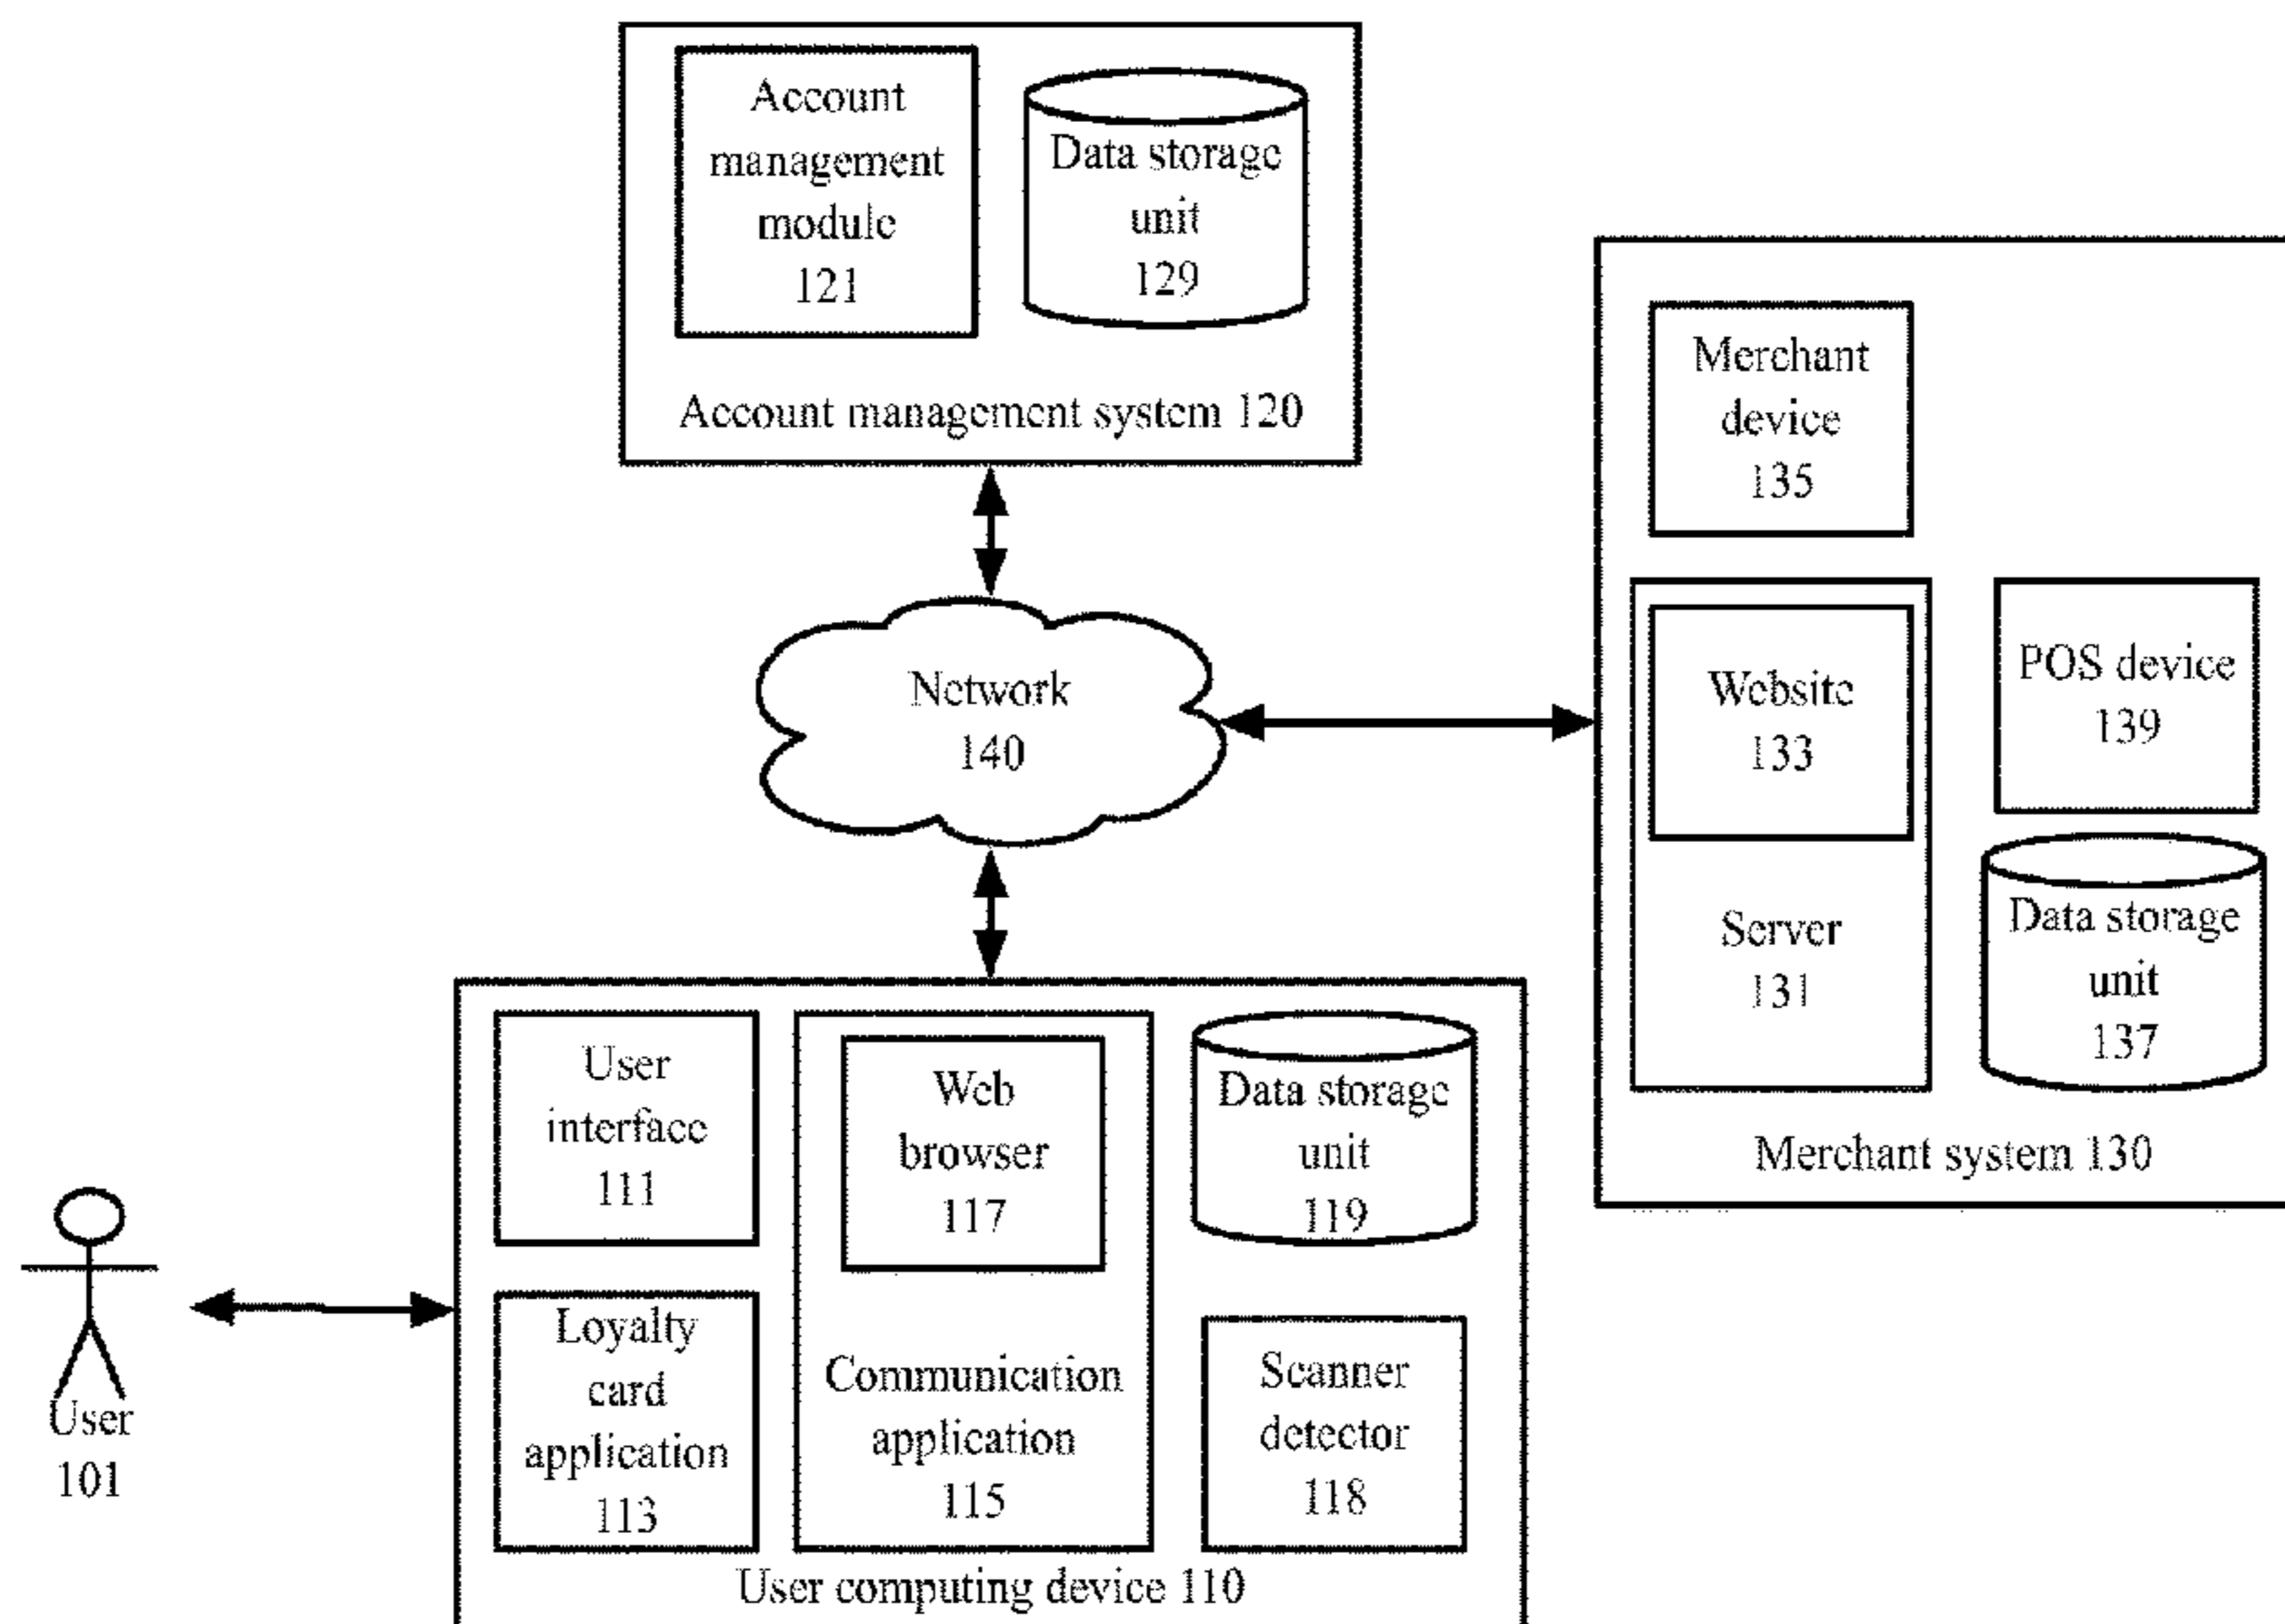 Account
management
module
121
Data storage
unit
129
Account management system 120
Merchant
device
135
Website
133
Server
131
POS device
139
Data storage
unit
137
Merchant system 130
Network
140
User
interface
111
Loyalty
card
application
113
Web
browser
117
Communication
application
115
Data storage
unit
119
Scanner
detector
118
User computing device 110
User
101